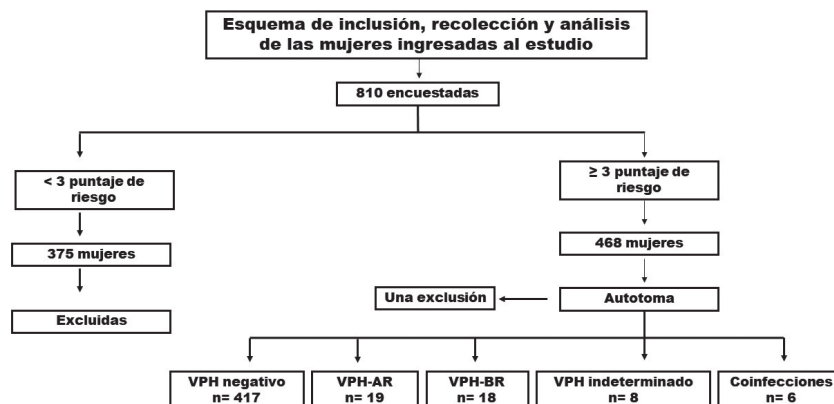 Esquema de inclusión, recolección y análisis
de las mujeres ingresadas al estudio
810 encuestadas
< 3 puntaje de
riesgo
≥ 3 puntaje de
riesgo
375 mujeres
468 mujeres
Excluidas
Una exclusión
Autotoma
VPH negativo
n= 417
VPH-AR
n= 19
VPH-BR
n= 18
VPH indeterminado
n= 8
Coinfecciones
n= 6